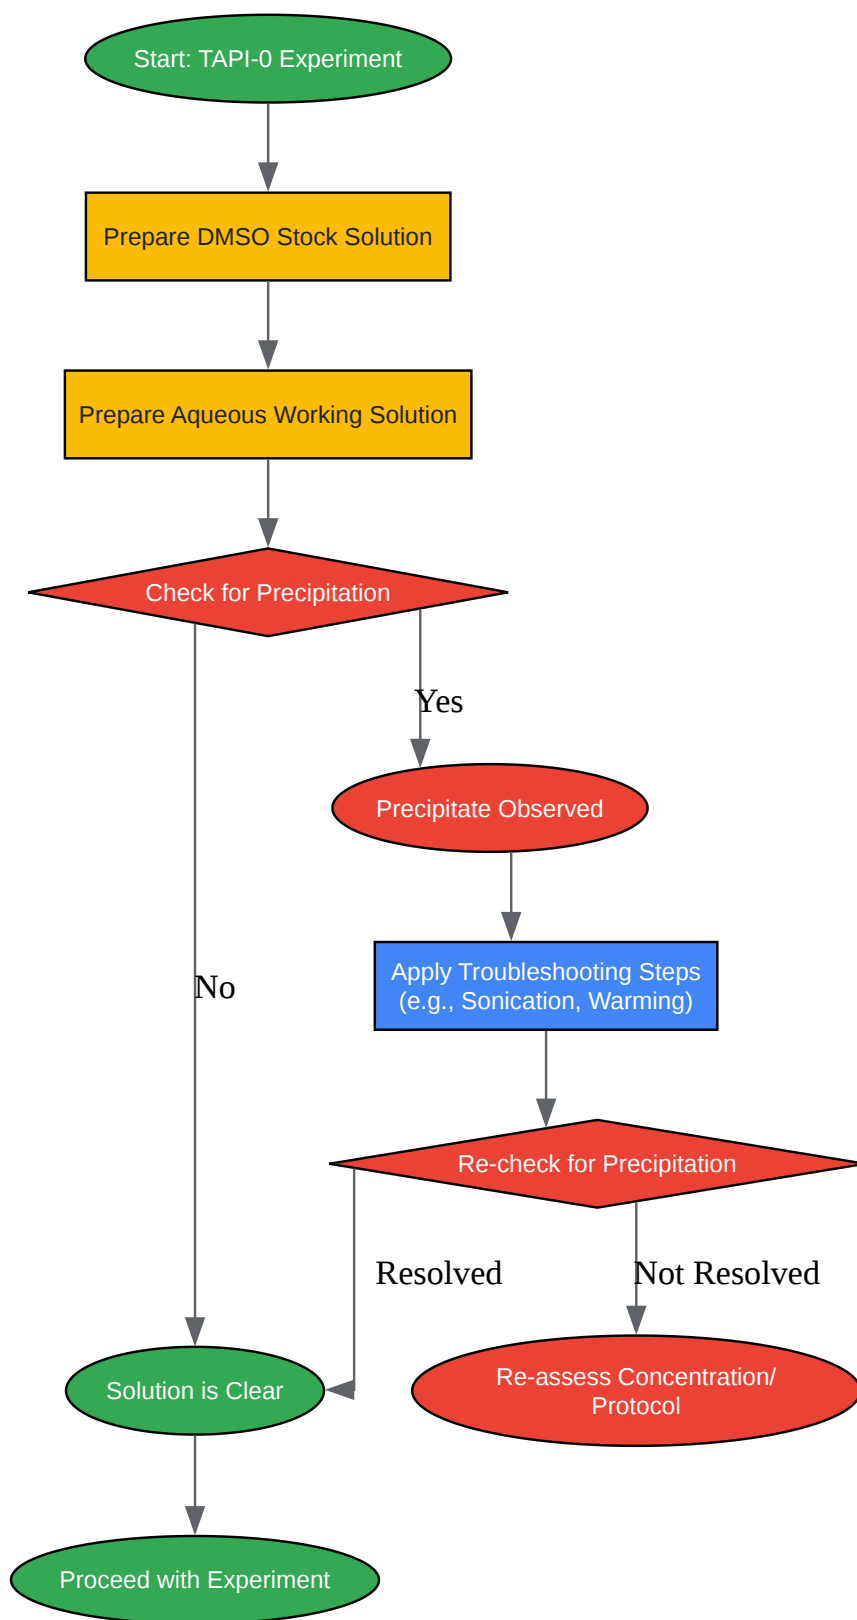 Start: TAPI-0 Experiment
Prepare DMSO Stock Solution
Prepare Aqueous Working Solution
Check for Precipitation
Yes
Precipitate Observed
No
Apply Troubleshooting Steps
(e.g., Sonication, Warming)
Re-check for Precipitation
Resolved
Not Resolved
Solution is Clear
Re-assess Concentration/
Protocol
Proceed with Experiment